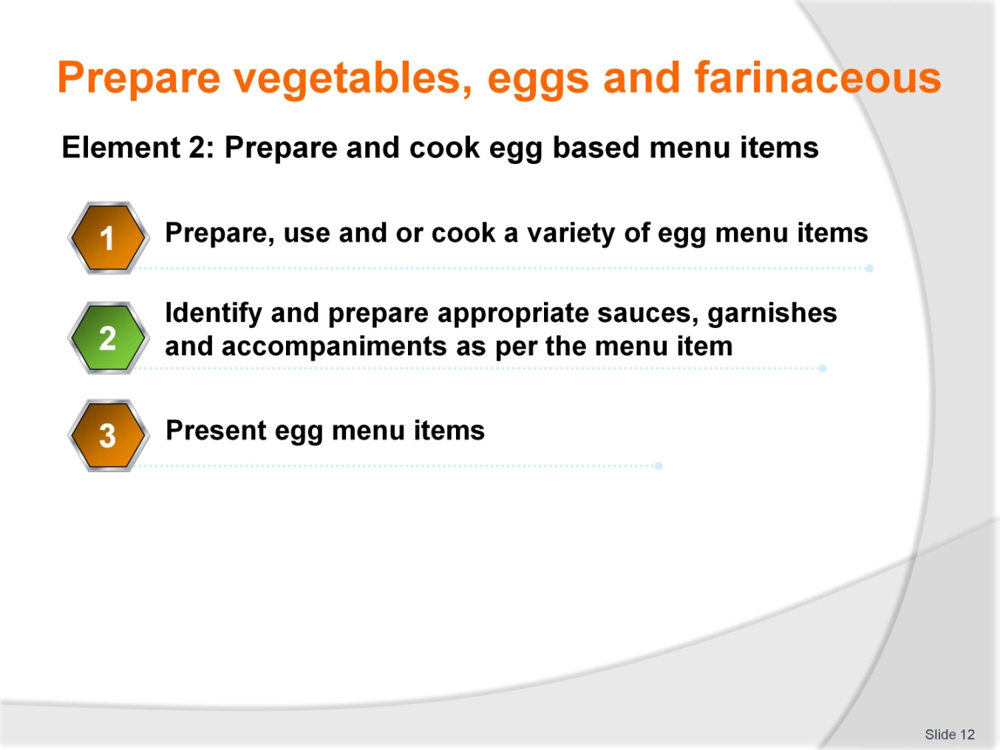 Prepare vegetables, eggs and farinaceous
Element 2: Prepare and cook egg based menu items
1
Prepare, use and or cook a variety of egg menu items
2
Identify and prepare appropriate sauces, garnishes
and accompaniments as per the menu item
3
Present egg menu items
Slide 12